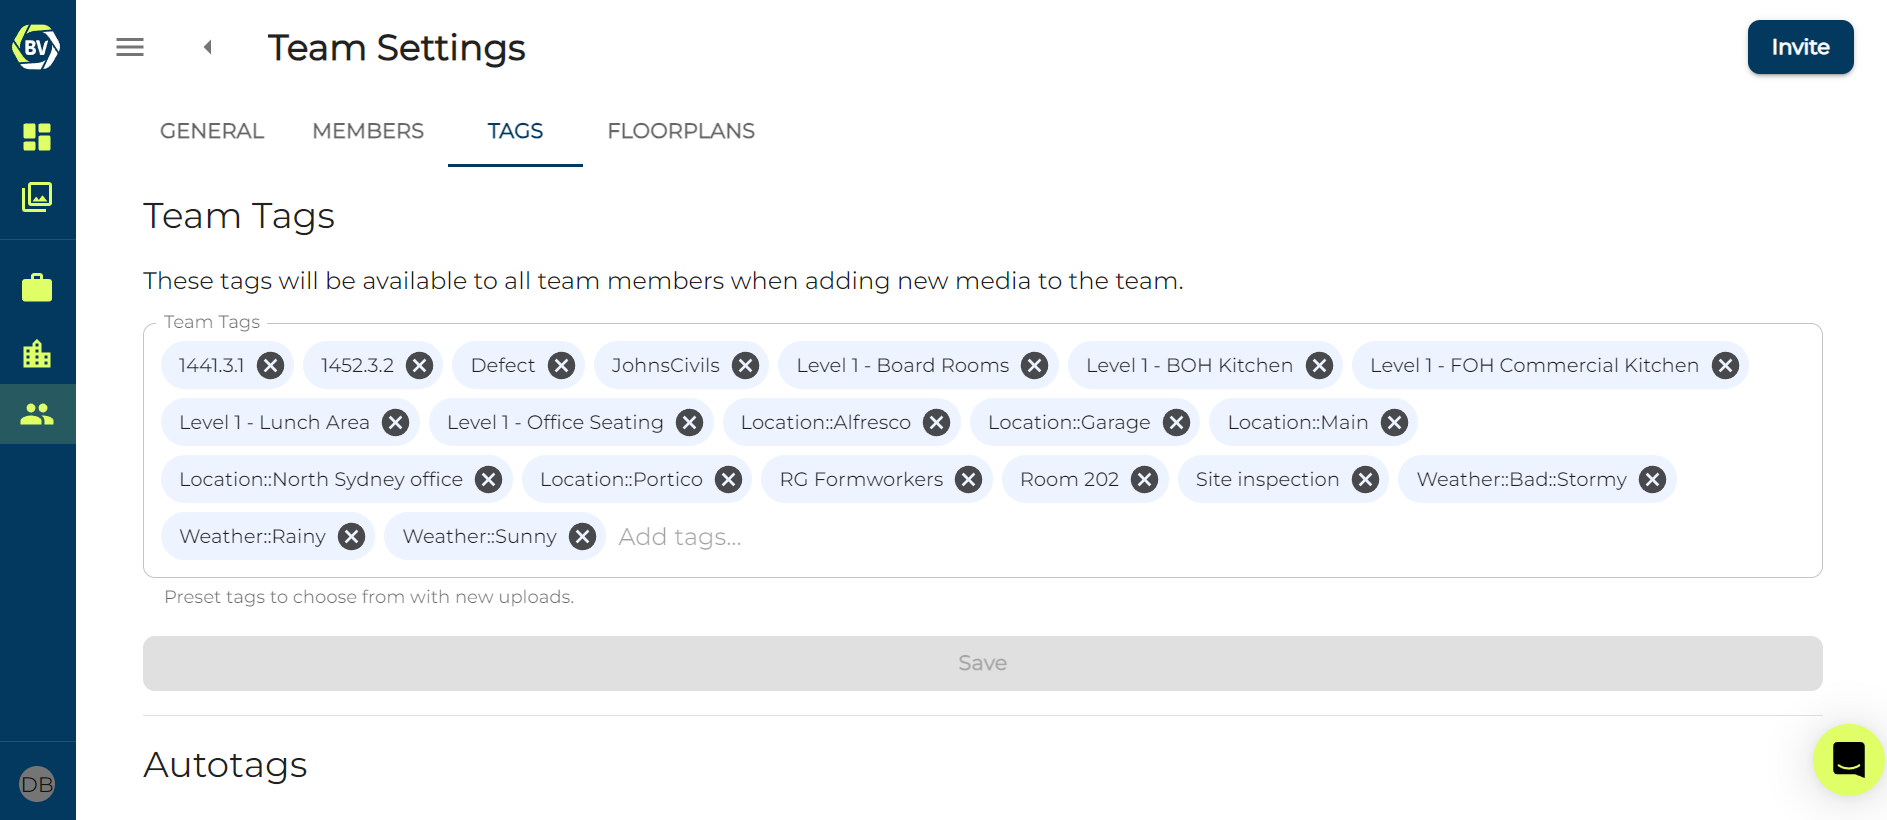 BV
Team Settings
Invite
GENERAL MEMBERS TAGS FLOORPLANS
Team Tags
These tags will be available to all team members when adding new media to the team.
Team Tags
1441.3.1 1452.3.2 Defect JohnsCivils Level 1 - Board Rooms Level 1 - BOH Kitchen Level 1 - FOH Commercial Kitchen
Level 1 - Lunch Area Level 1 - Office Seating Location::Alfresco Location::Garage Location::Main
Location::North Sydney office Location::Portico RG Formworkers Room 202 Site inspection Weather::Bad::Stormy
Weather::Rainy Weather::Sunny Add tags...
Preset tags to choose from with new uploads.
Save
Autotags
DB